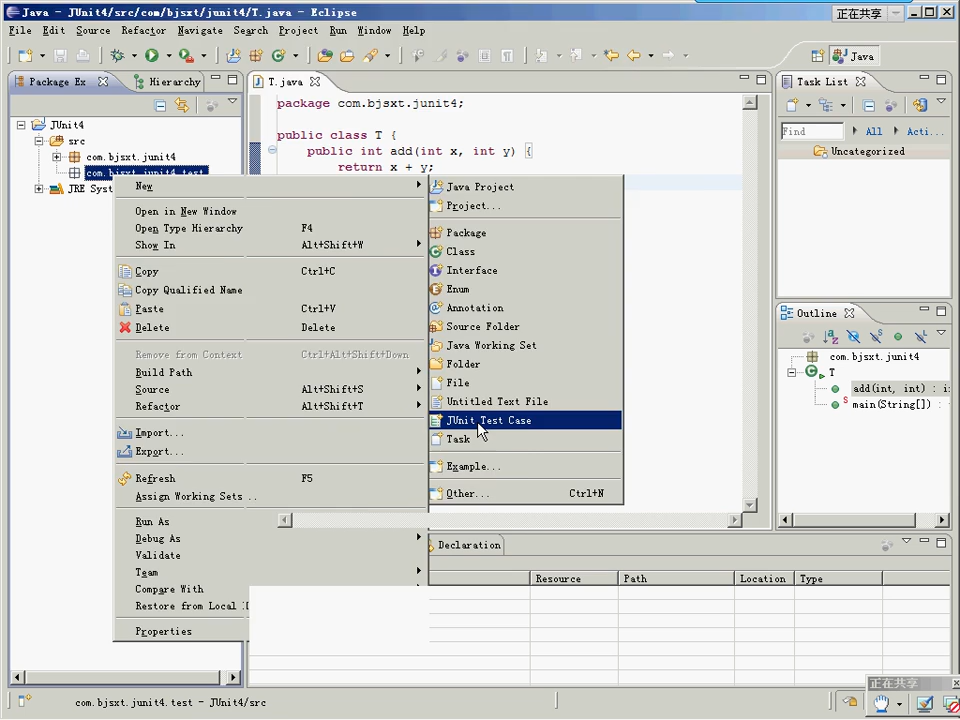 Java - JUnit4/src/com/bjsxt/junit4/T.java - Eclipse
正在共享
File Edit Source Refactor Navigate Search Project Run Window Help
Java
Package Ex
Hierarchy
T.java
Task List
JUnit4
src
com.bjsxt.junit4
com.bjsxt.junit4.test
JRE Syst
package com.bjsxt.junit4;
public class T {
public int add(int x, int y) {
return x + y;
Find
All
Acti...
Uncategorized
New
Open in New Window
Open Type Hierarchy F4
Show In Alt+Shift+W
Copy Ctrl+C
Copy Qualified Name
Paste Ctrl+V
Delete Delete
Remove from Context Ctrl+Alt+Shift+Down
Build Path
Source Alt+Shift+S
Refactor Alt+Shift+T
Import...
Export...
Refresh F5
Assign Working Sets...
Run As
Debug As
Validate
Team
Compare With
Restore from Local
Properties
Java Project
Project...
Package
Class
Interface
Enum
Annotation
Source Folder
Java Working Set
Folder
File
Untitled Text File
JUnit Test Case
Task
Example...
Other... Ctrl+N
Outline
com.bjsxt.junit4
T
add(int, int) : i
S
main(String[]) :
Declaration
Resource Path Location Type
com.bjsxt.junit4.test - JUnit4/src
正在共享